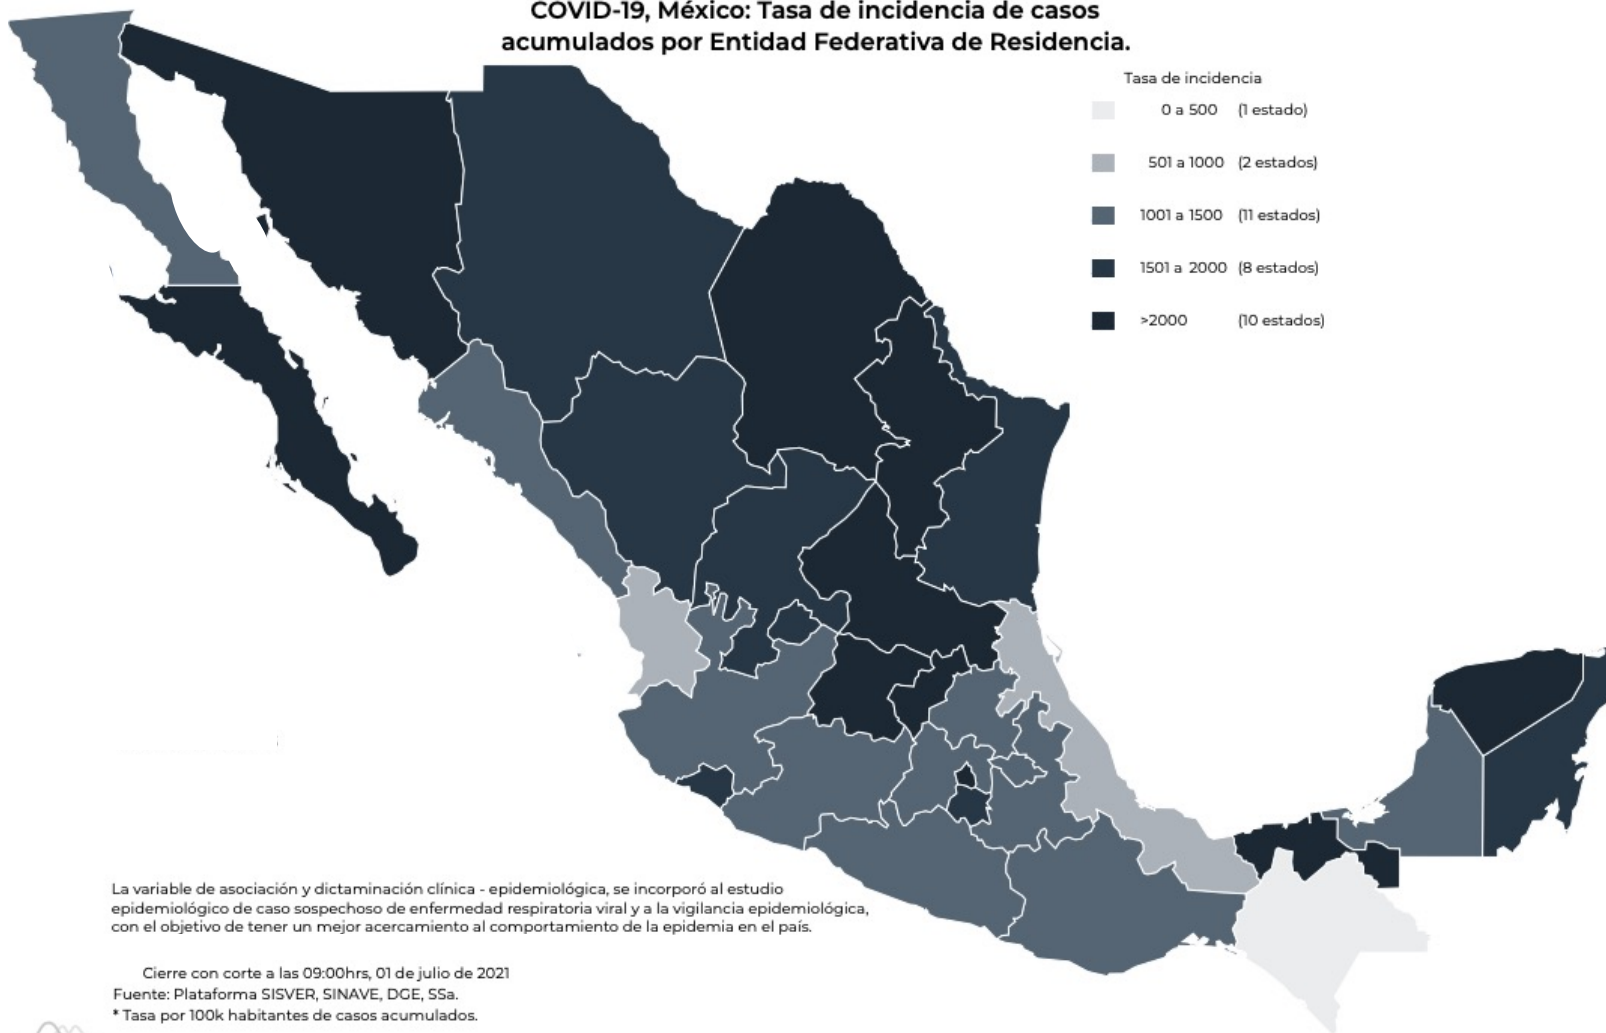 COVID-19, México: Tasa de incidencia de casos
acumulados por Entidad Federativa de Residencia.
Tasa de incidencia
0 a 500 (1 estado)
501 a 1000 (2 estados)
1001 a 1500 (11 estados)
1501 a 2000 (8 estados)
>2000 (10 estados)
La variable de asociación y dictaminación clínica - epidemiológica, se incorporó al estudio
epidemiológico de caso sospechoso de enfermedad respiratoria viral y a la vigilancia epidemiológica,
con el objetivo de tener un mejor acercamiento al comportamiento de la epidemia en el país.
Cierre con corte a las 09:00hrs, 01 de julio de 2021
Fuente: Plataforma SISVER, SINAVE, DGE, SSa.
* Tasa por 100k habitantes de casos acumulados.